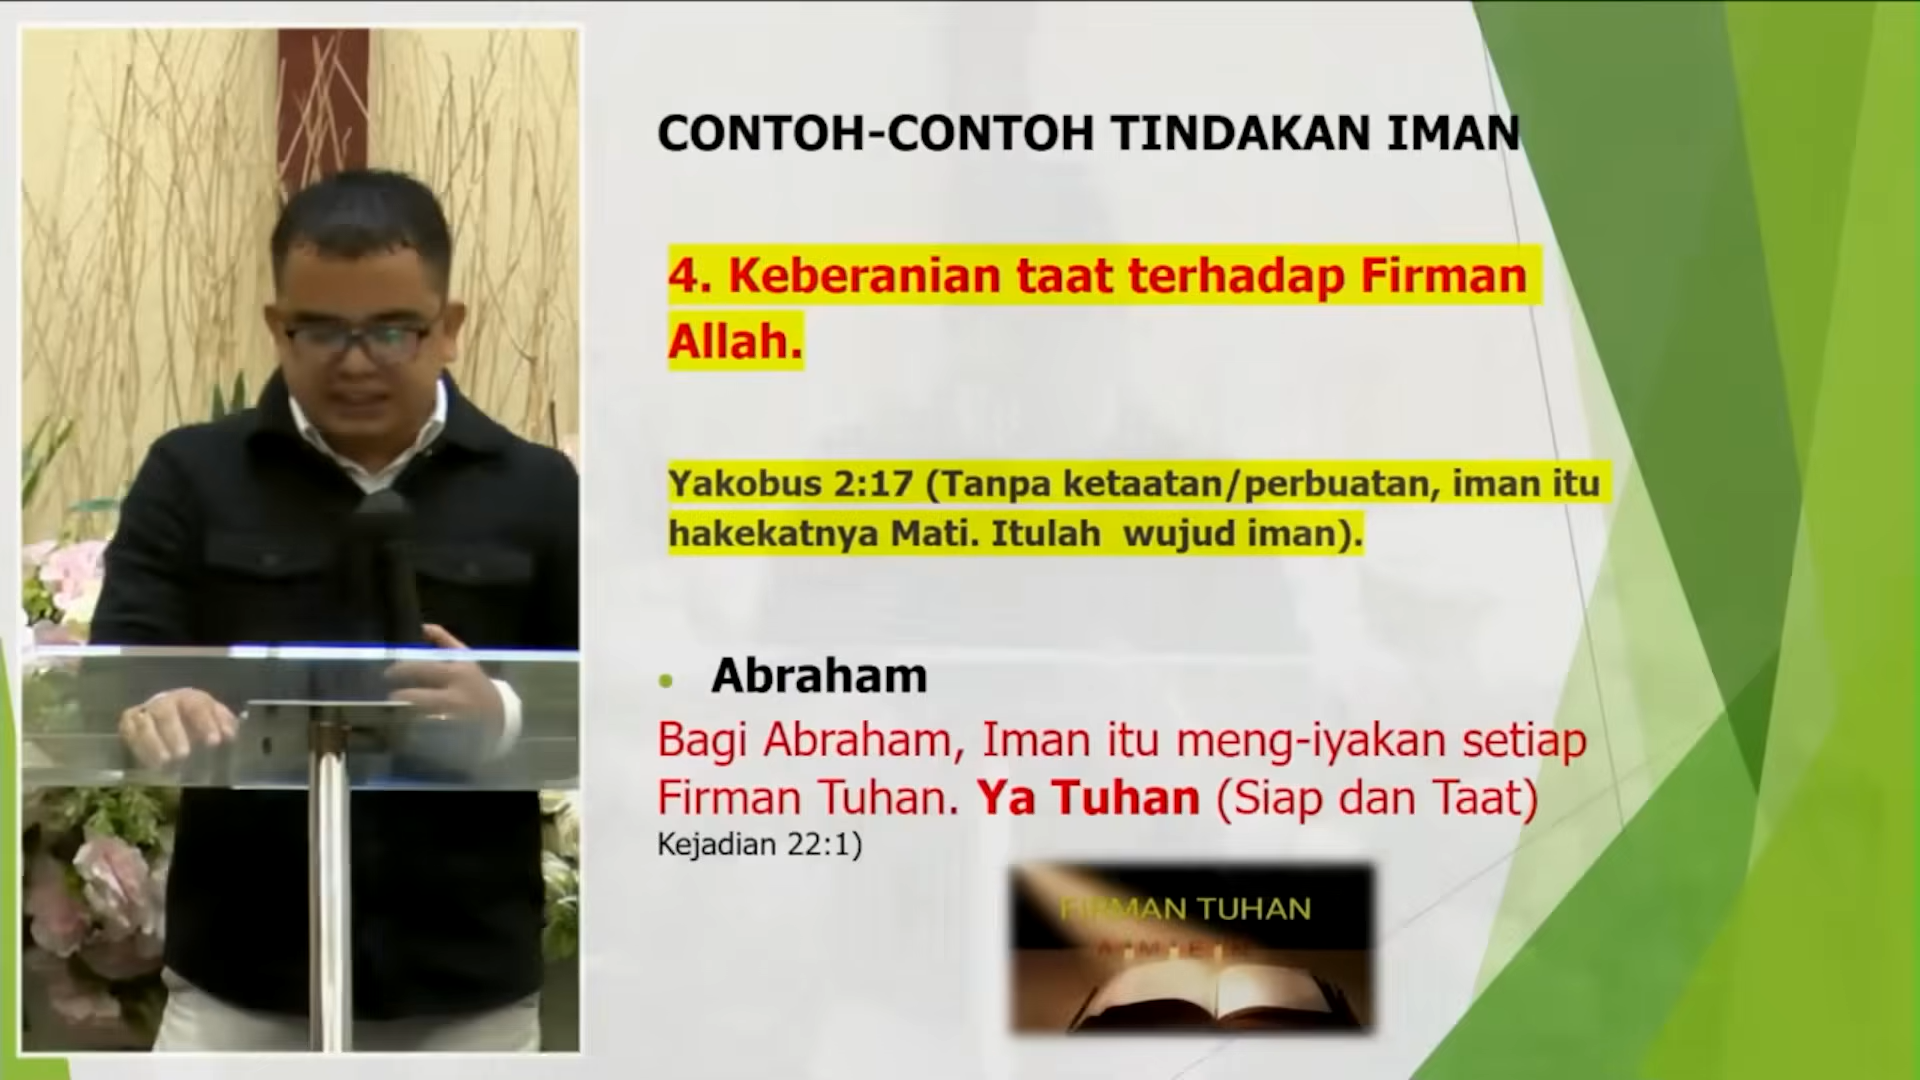 CONTOH-CONTOH TINDAKAN IMAN
4. Keberanian taat terhadap Firman
Allah.
Yakobus 2:17 (Tanpa ketaatan/perbuatan, iman itu
hakekatnya Mati. Itulah wujud iman).
• Abraham
Bagi Abraham, Iman itu meng-iyakan setiap
Firman Tuhan. Ya Tuhan (Siap dan Taat)
Kejadian 22:1)
FIRMAN TUHAN